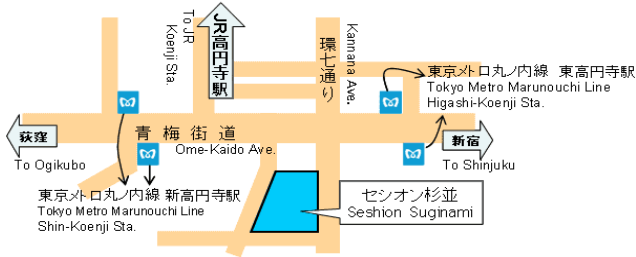 To JR
Koenji Sta.
JR高円寺駅
環七通り
Kannana Ave.
東京メトロ丸ノ内線 東高円寺駅
Tokyo Metro Marunouchi Line
Higashi-Koenji Sta.
荻窪
To Ogikubo
青梅街道
Ome-Kaido Ave.
新宿
To Shinjuku
東京メトロ丸ノ内線 新高円寺駅
Tokyo Metro Marunouchi Line
Shin-Koenji Sta.
セシオン杉並
Seshion Suginami